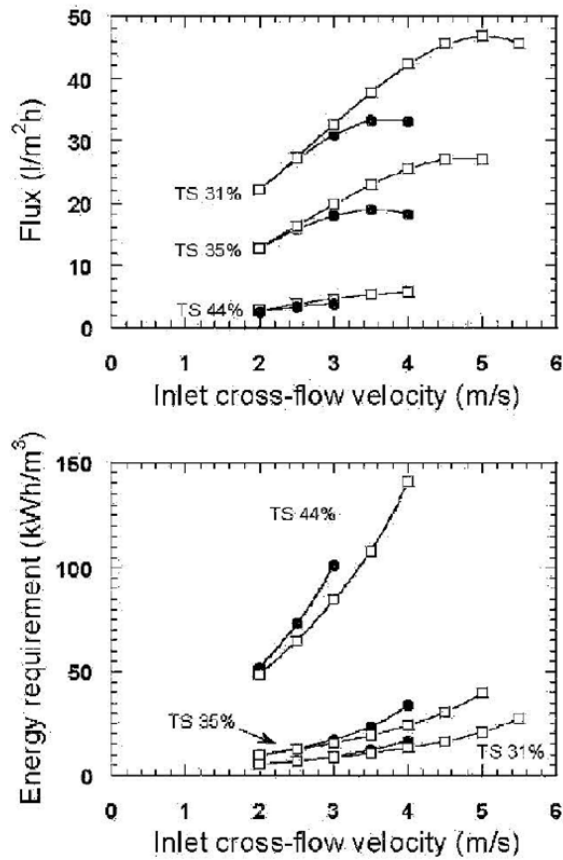 50
40
30
20
10
0
Flux (l/m²h)
TS 31%
TS 35%
TS 44%
0 1 2 3 4 5 6
Inlet cross-flow velocity (m/s)
150
100
50
0
Energy requirement (kWh/m³)
TS 44%
TS 35%
TS 31%
0 1 2 3 4 5 6
Inlet cross-flow velocity (m/s)